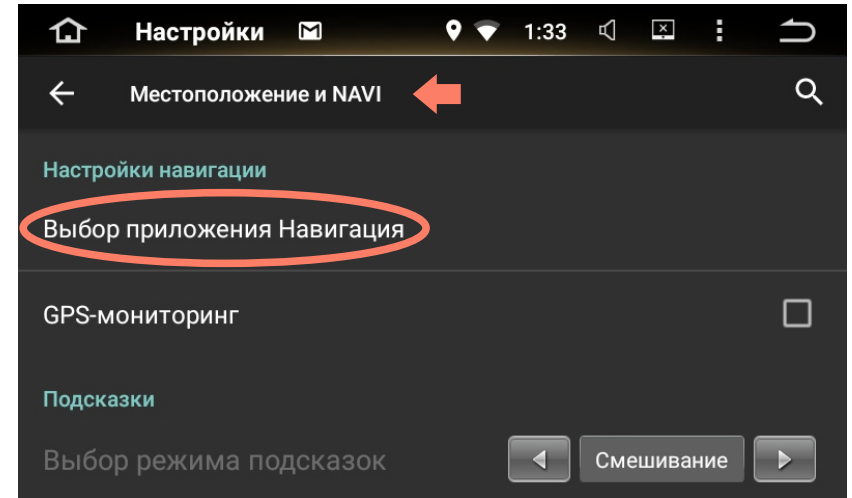 Настройки 1:33
Местоположение и NAVI
Настройки навигации
Выбор приложения Навигация
GPS-мониторинг
Подсказки
Выбор режима подсказок Смешивание